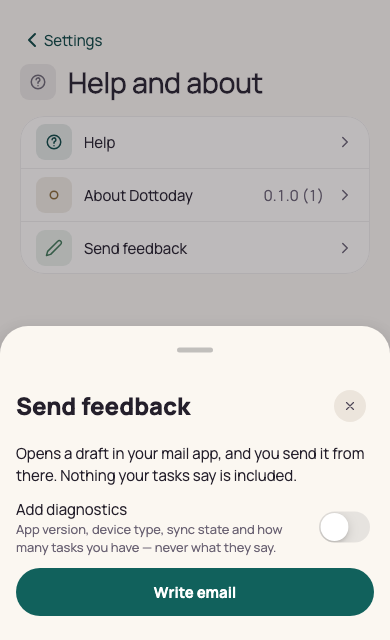 Settings
Help and about
Help
About Dottoday 0.1.0 (1)
Send feedback
Send feedback
Opens a draft in your mail app, and you send it from
there. Nothing your tasks say is included.
Add diagnostics
App version, device type, sync state and how
many tasks you have — never what they say.
Write email